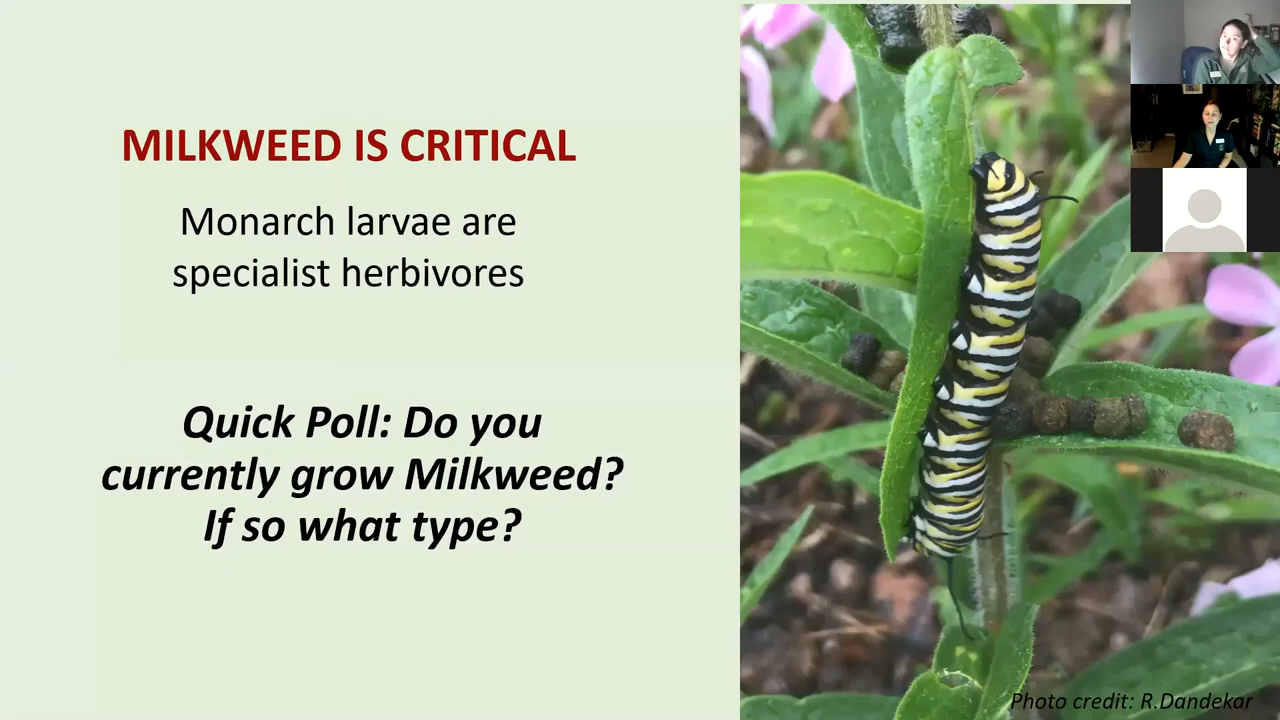 MILKWEED IS CRITICAL
Monarch larvae are
specialist herbivores
Quick Poll: Do you
currently grow Milkweed?
If so what type?
Photo credit: R.Dandekar